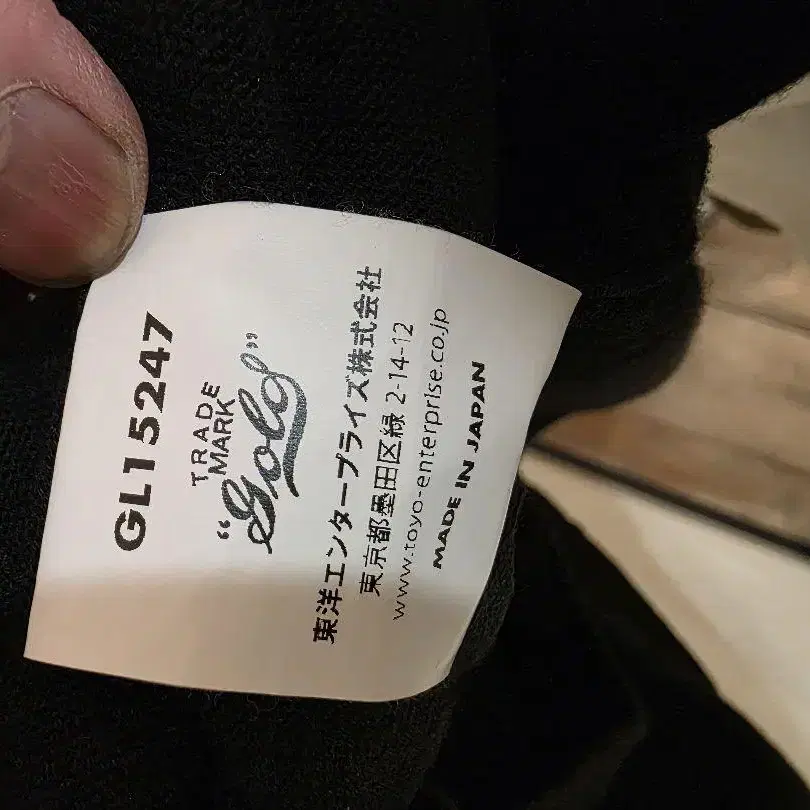 GL15247
TRADE
MARK
“Gold”
東洋エンタープライズ株式会社
東京都墨田区緑 2-14-12
www.toyo-enterprise.co.jp
MADE IN JAPAN